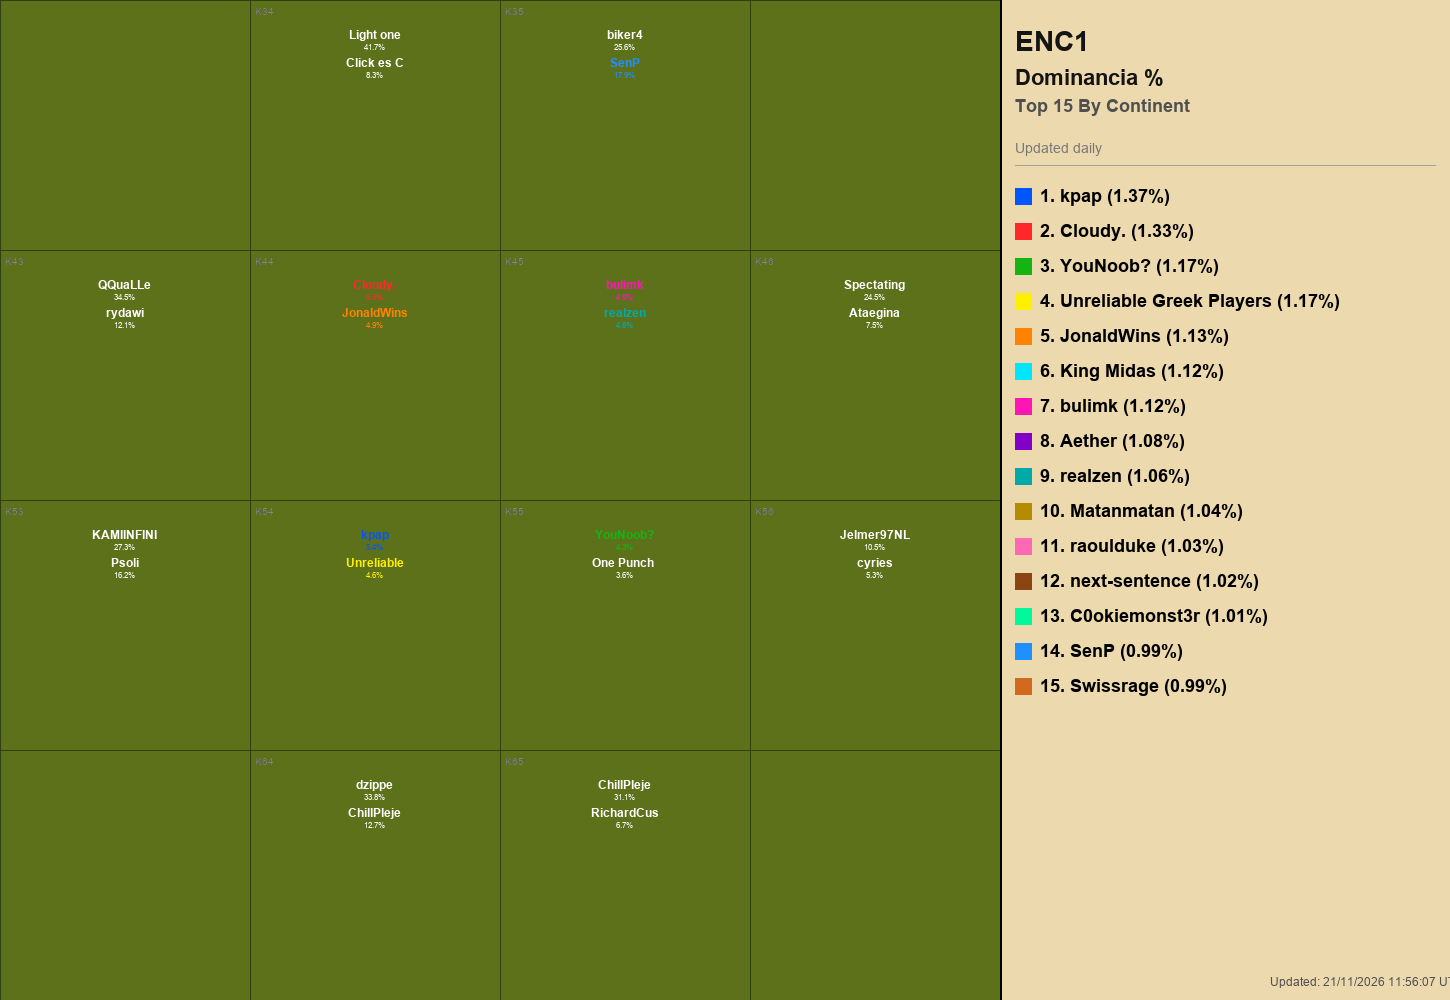 K34
Light one
41.7%
Click es C
8.3%
K35
biker4
25.6%
SenP
17.9%
K43
QQuaLLe
34.5%
rydawi
12.1%
K44
Cloudy.
JonaldWins
4.9%
K45
bulimk
realzen
K46
Spectating
24.5%
Ataegina
7.5%
K53
KAMIINFINI
27.3%
Psoli
16.2%
K54
kpap
Unreliable
4.6%
K55
YouNoob?
One Punch
3.6%
K56
Jelmer97NL
10.5%
cyries
5.3%
K64
dzippe
33.8%
ChillPleje
12.7%
K65
ChillPleje
31.1%
RichardCus
6.7%
ENC1
Dominancia %
Top 15 By Continent
Updated daily
1. kpap (1.37%)
2. Cloudy. (1.33%)
3. YouNoob? (1.17%)
4. Unreliable Greek Players (1.17%)
5. JonaldWins (1.13%)
6. King Midas (1.12%)
7. bulimk (1.12%)
8. Aether (1.08%)
9. realzen (1.06%)
10. Matanmatan (1.04%)
11. raoulduke (1.03%)
12. next-sentence (1.02%)
13. C0okiemonst3r (1.01%)
14. SenP (0.99%)
15. Swissrage (0.99%)
Updated: 21/11/2026 11:56:07